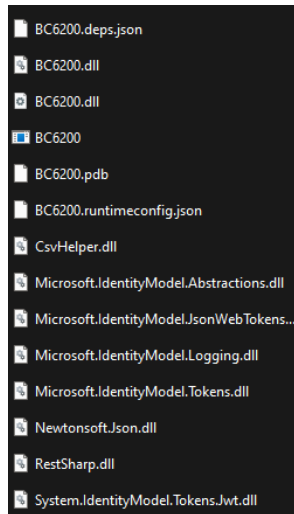 BC6200.deps.json
BC6200.dll
BC6200.dll
BC6200
BC6200.pdb
BC6200.runtimeconfig.json
CsvHelper.dll
Microsoft.IdentityModel.Abstractions.dll
Microsoft.IdentityModel.JsonWebTokens...
Microsoft.IdentityModel.Logging.dll
Microsoft.IdentityModel.Tokens.dll
Newtonsoft.Json.dll
RestSharp.dll
System.IdentityModel.Tokens.Jwt.dll